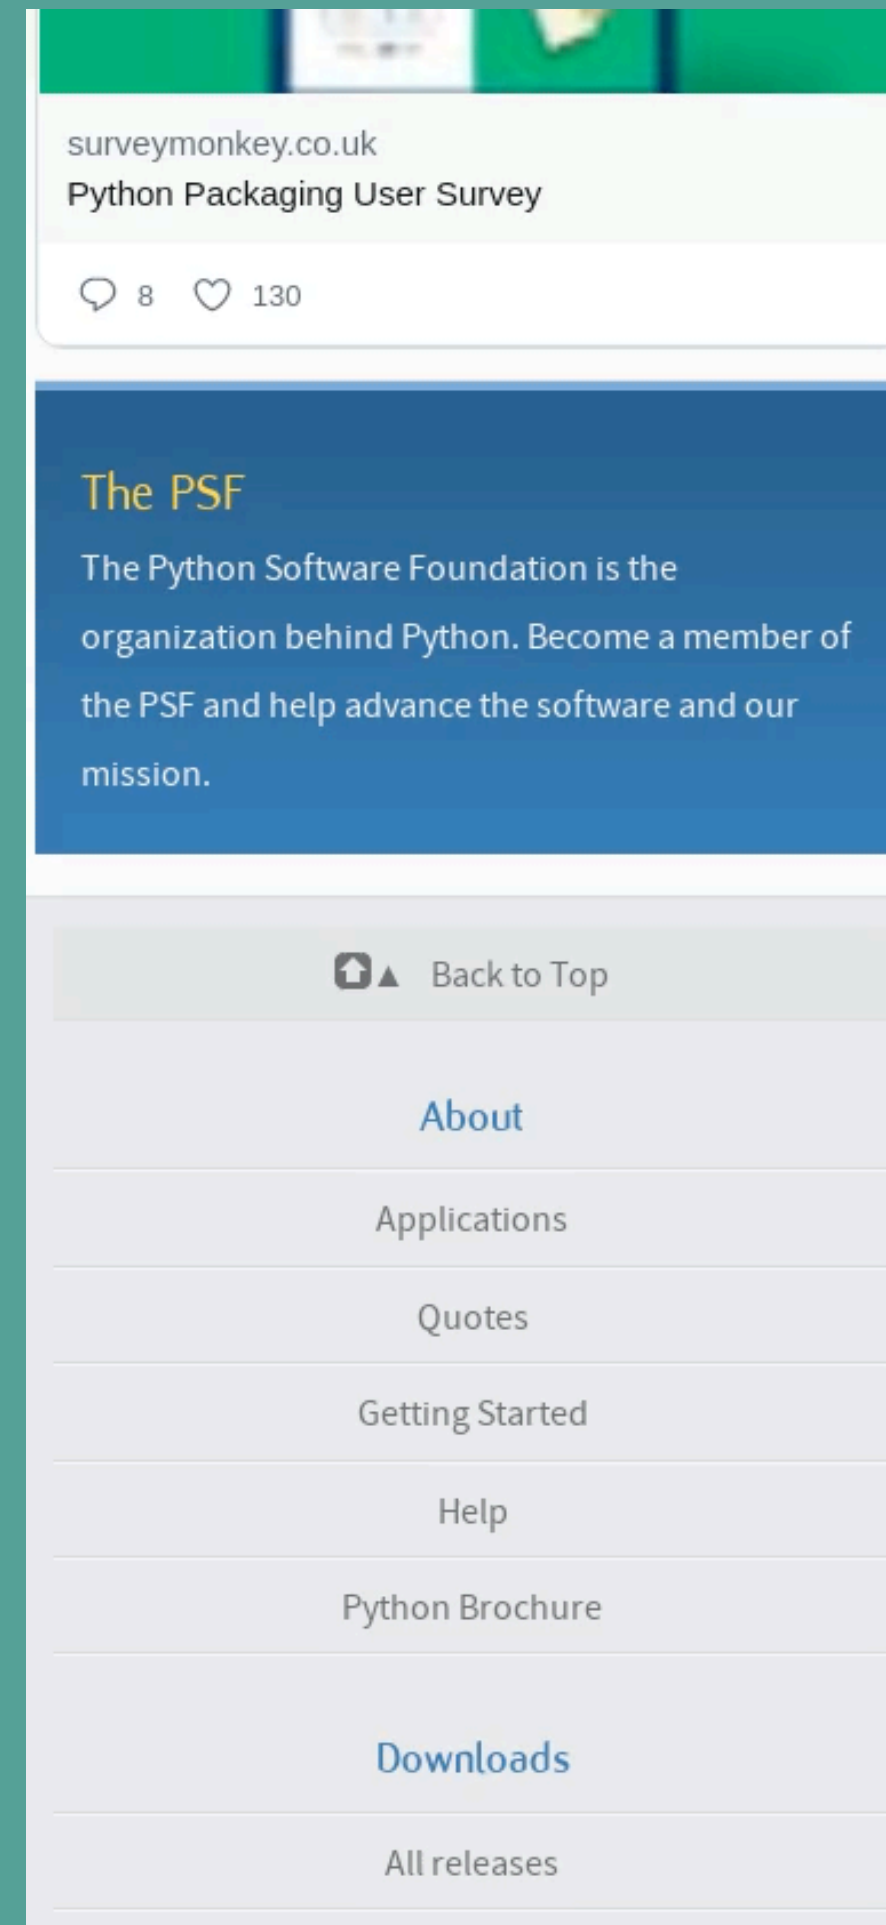 surveymonkey.co.uk
Python Packaging User Survey
8 130
The PSF
The Python Software Foundation is the
organization behind Python. Become a member of
the PSF and help advance the software and our
mission.
▲ Back to Top
About
Applications
Quotes
Getting Started
Help
Python Brochure
Downloads
All releases